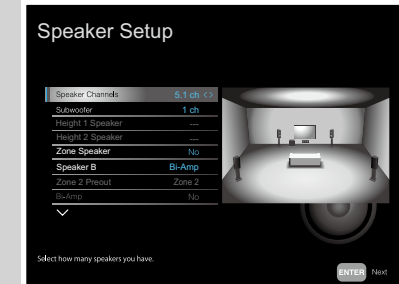 Speaker Setup
Speaker Channels 5.1 ch <>
Subwoofer 1 ch
Height 1 Speaker ---
Height 2 Speaker ---
Zone Speaker No
Speaker B Bi-Amp
Zone 2 Preout Zone 2
Bi-Amp No
Select how many speakers you have.
ENTER Next